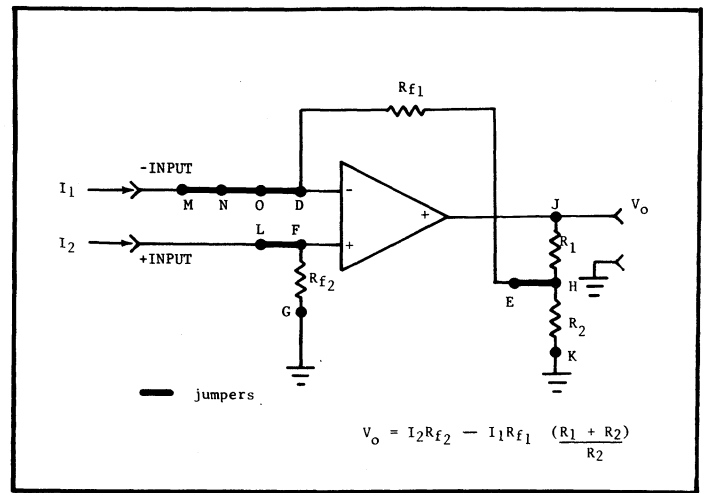 Rf1
-INPUT
I1
M N O D
-
+
J
Vo
L F
I2
+INPUT
R1
Rf2
E
H
G
R2
K
jumpers
Vo = I2Rf2 — I1Rf1 (R1 + R2)
R2